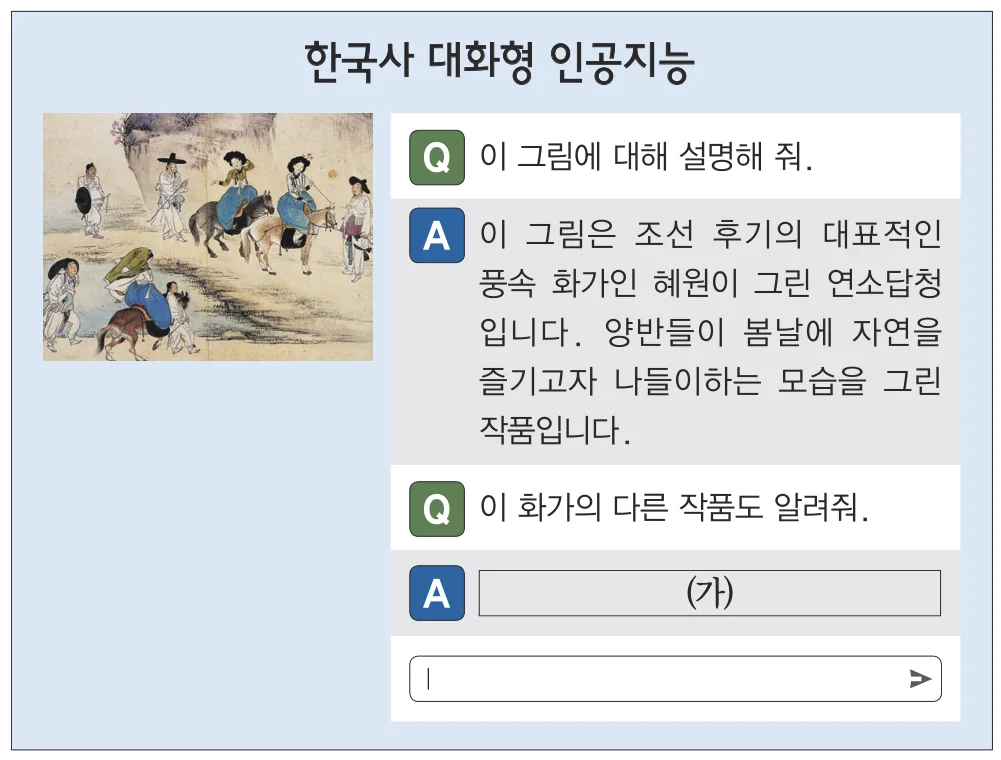 한국사 대화형 인공지능
Q 이 그림에 대해 설명해 줘.
A 이 그림은 조선 후기의 대표적인
풍속 화가인 혜원이 그린 연소답청
입니다. 양반들이 봄날에 자연을
즐기고자 나들이하는 모습을 그린
작품입니다.
Q 이 화가의 다른 작품도 알려줘.
A (가)